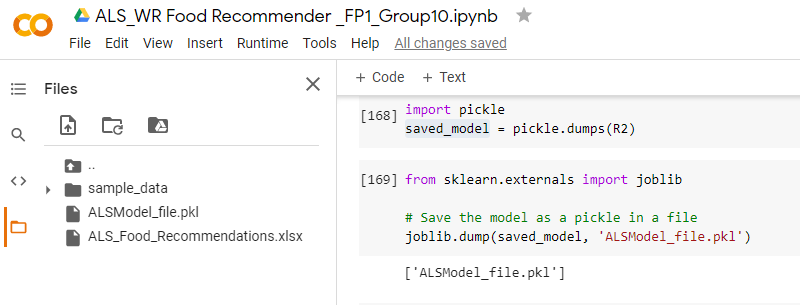 ALS_WR Food Recommender _FP1_Group10.ipynb
File Edit View Insert Runtime Tools Help All changes saved
Files
+ Code + Text
..
sample_data
ALSModel_file.pkl
ALS_Food_Recommendations.xlsx
[168] import pickle
saved_model = pickle.dumps(R2)
[169] from sklearn.externals import joblib
# Save the model as a pickle in a file
joblib.dump(saved_model, 'ALSModel_file.pkl')
['ALSModel_file.pkl']